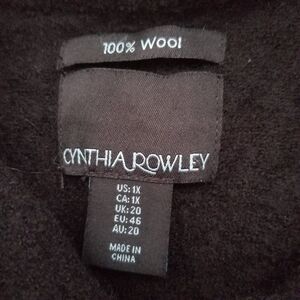 100% Wool
CYNTHIA ROWLEY
US: 1X
CA: 1X
UK: 20
EU: 46
AU: 20
MADE IN
CHINA